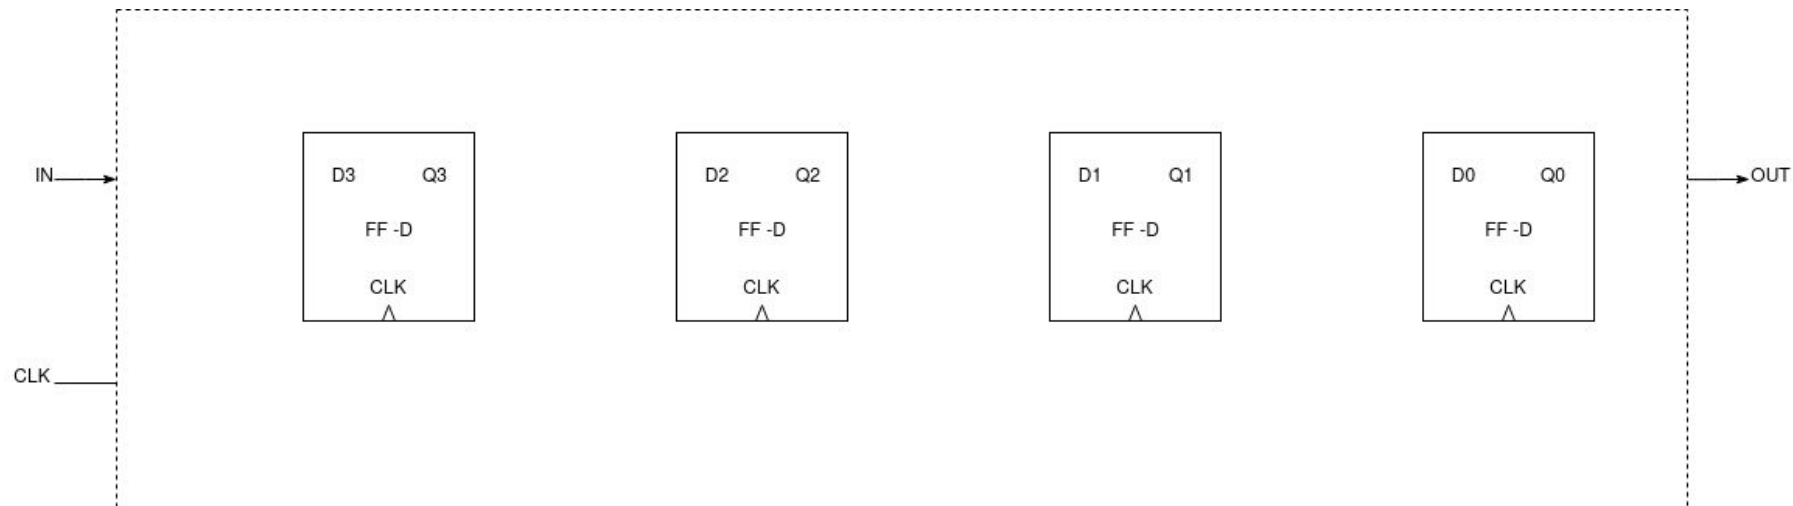 IN D3 Q3 D2 Q2 D1 Q1 D0 Q0 OUT
FF -D FF -D FF -D FF -D
CLK CLK CLK CLK
CLK